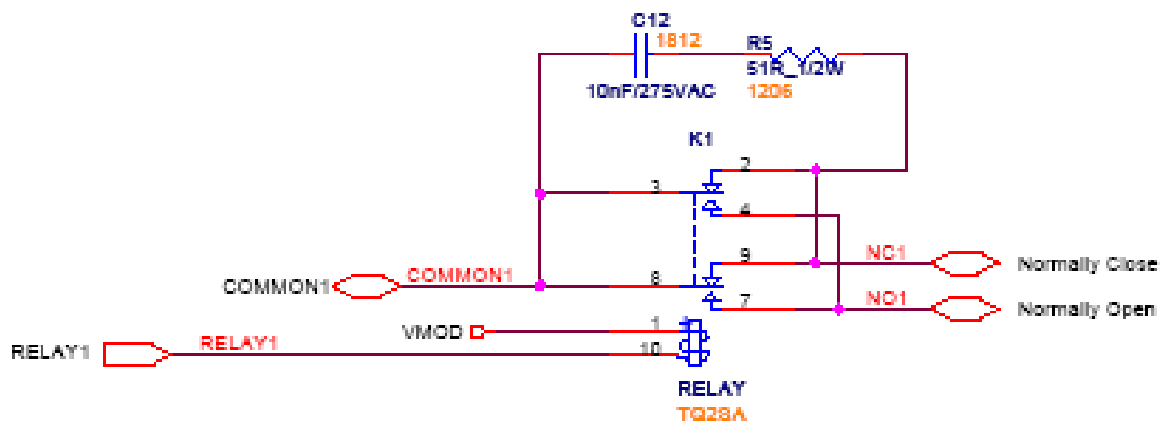 C12
1812
R5
51R_1/2W
10nF/275VAC
1206
K1
2
3
4
9
NC1
Normally Close
COMMON1
COMMON1
8
7
NO1
Normally Open
VMOD
1
RELAY1
RELAY1
10
RELAY
TQ2SA